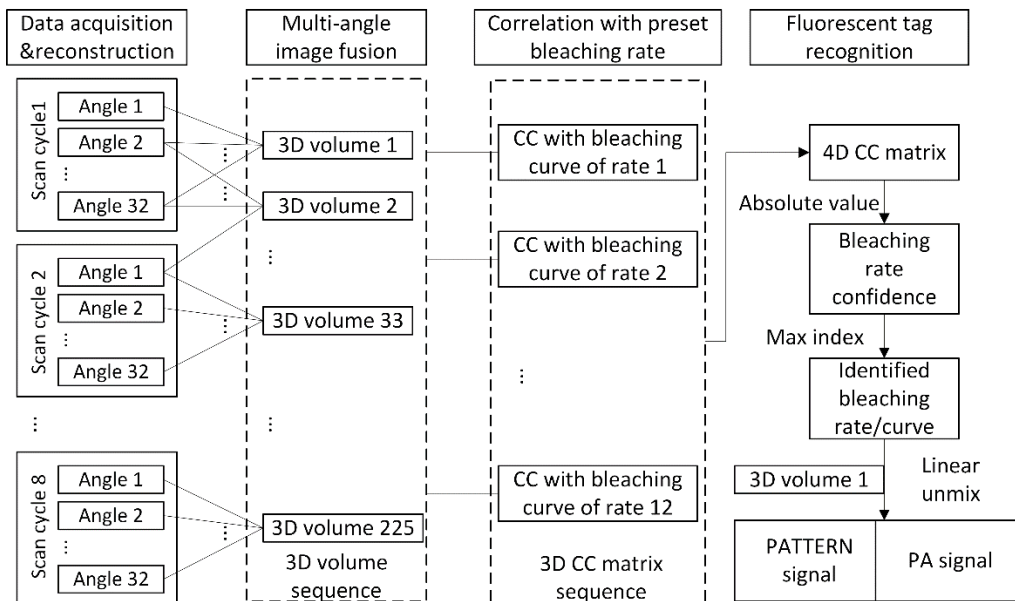 Data acquisition
&reconstruction
Scan cycle1
Angle 1
Angle 2
...
Angle 32
Scan cycle 2
Angle 1
Angle 2
...
Angle 32
...
Scan cycle 8
Angle 1
Angle 2
...
Angle 32
Multi-angle
image fusion
...
3D volume 1
...
3D volume 2
...
...
3D volume 33
...
...
...
3D volume 225
3D volume
sequence
Correlation with preset
bleaching rate
CC with bleaching
curve of rate 1
CC with bleaching
curve of rate 2
...
CC with bleaching
curve of rate 12
3D CC matrix
sequence
Fluorescent tag
recognition
4D CC matrix
Absolute value
Bleaching
rate
confidence
Max index
Identified
bleaching
rate/curve
3D volume 1
Linear
unmix
PATTERN
signal
PA signal